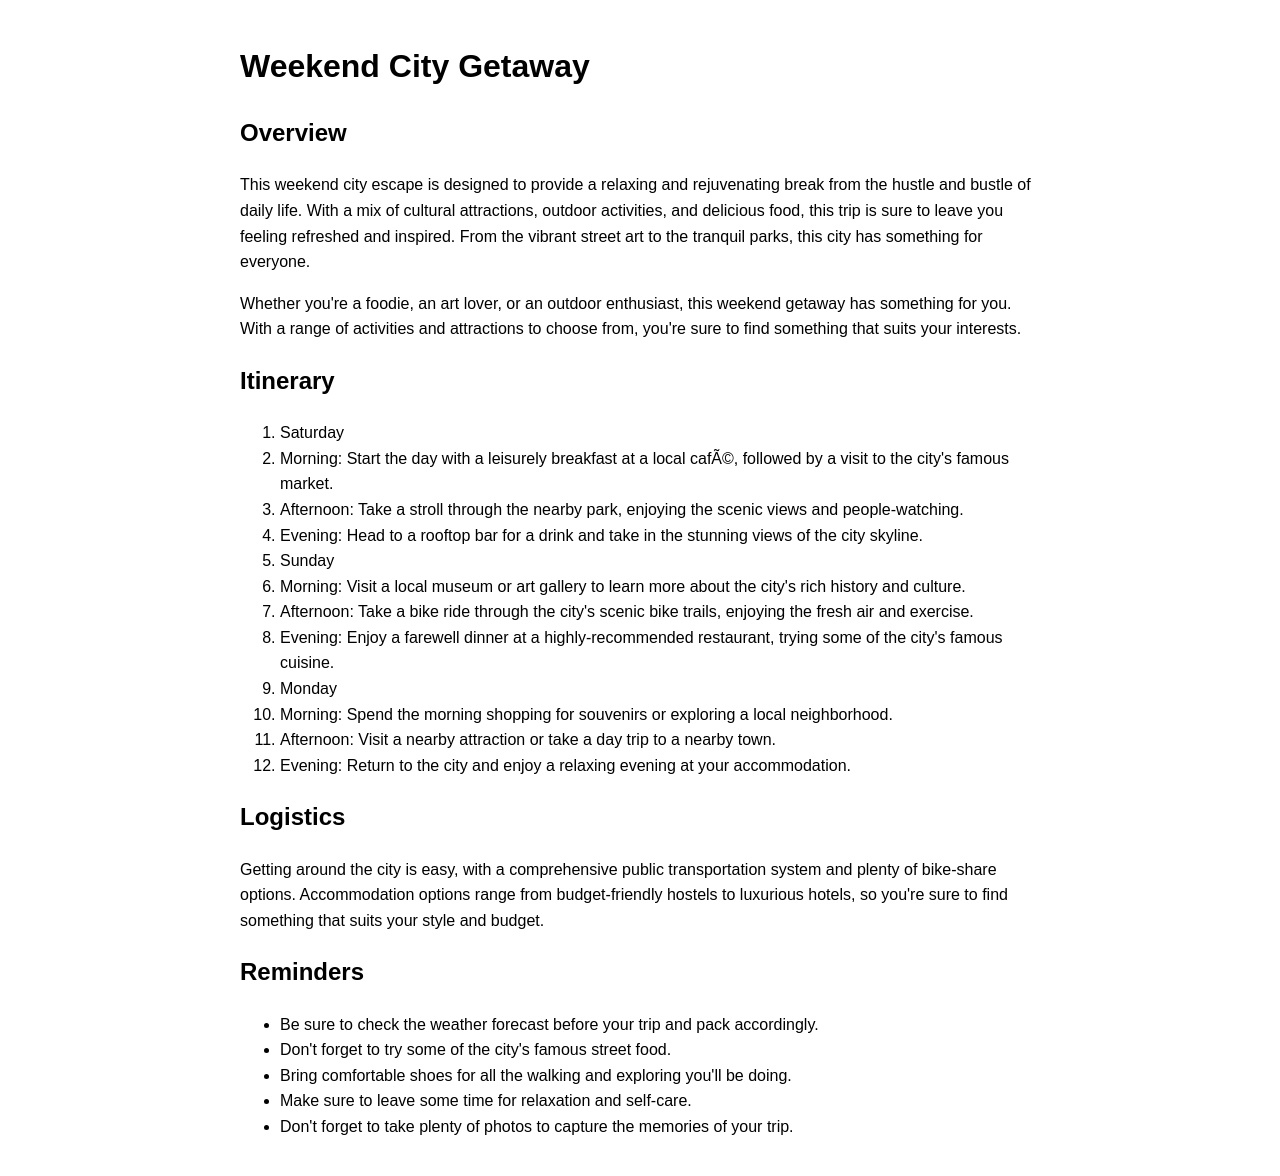 Weekend City Getaway
Overview
This weekend city escape is designed to provide a relaxing and rejuvenating break from the hustle and bustle of
daily life. With a mix of cultural attractions, outdoor activities, and delicious food, this trip is sure to leave you
feeling refreshed and inspired. From the vibrant street art to the tranquil parks, this city has something for
everyone.
Whether you're a foodie, an art lover, or an outdoor enthusiast, this weekend getaway has something for you.
With a range of activities and attractions to choose from, you're sure to find something that suits your interests.
Itinerary
1. Saturday
2. Morning: Start the day with a leisurely breakfast at a local cafÃ©, followed by a visit to the city's famous
market.
3. Afternoon: Take a stroll through the nearby park, enjoying the scenic views and people-watching.
4. Evening: Head to a rooftop bar for a drink and take in the stunning views of the city skyline.
5. Sunday
6. Morning: Visit a local museum or art gallery to learn more about the city's rich history and culture.
7. Afternoon: Take a bike ride through the city's scenic bike trails, enjoying the fresh air and exercise.
8. Evening: Enjoy a farewell dinner at a highly-recommended restaurant, trying some of the city's famous
cuisine.
9. Monday
10. Morning: Spend the morning shopping for souvenirs or exploring a local neighborhood.
11. Afternoon: Visit a nearby attraction or take a day trip to a nearby town.
12. Evening: Return to the city and enjoy a relaxing evening at your accommodation.
Logistics
Getting around the city is easy, with a comprehensive public transportation system and plenty of bike-share
options. Accommodation options range from budget-friendly hostels to luxurious hotels, so you're sure to find
something that suits your style and budget.
Reminders
• Be sure to check the weather forecast before your trip and pack accordingly.
• Don't forget to try some of the city's famous street food.
• Bring comfortable shoes for all the walking and exploring you'll be doing.
• Make sure to leave some time for relaxation and self-care.
• Don't forget to take plenty of photos to capture the memories of your trip.